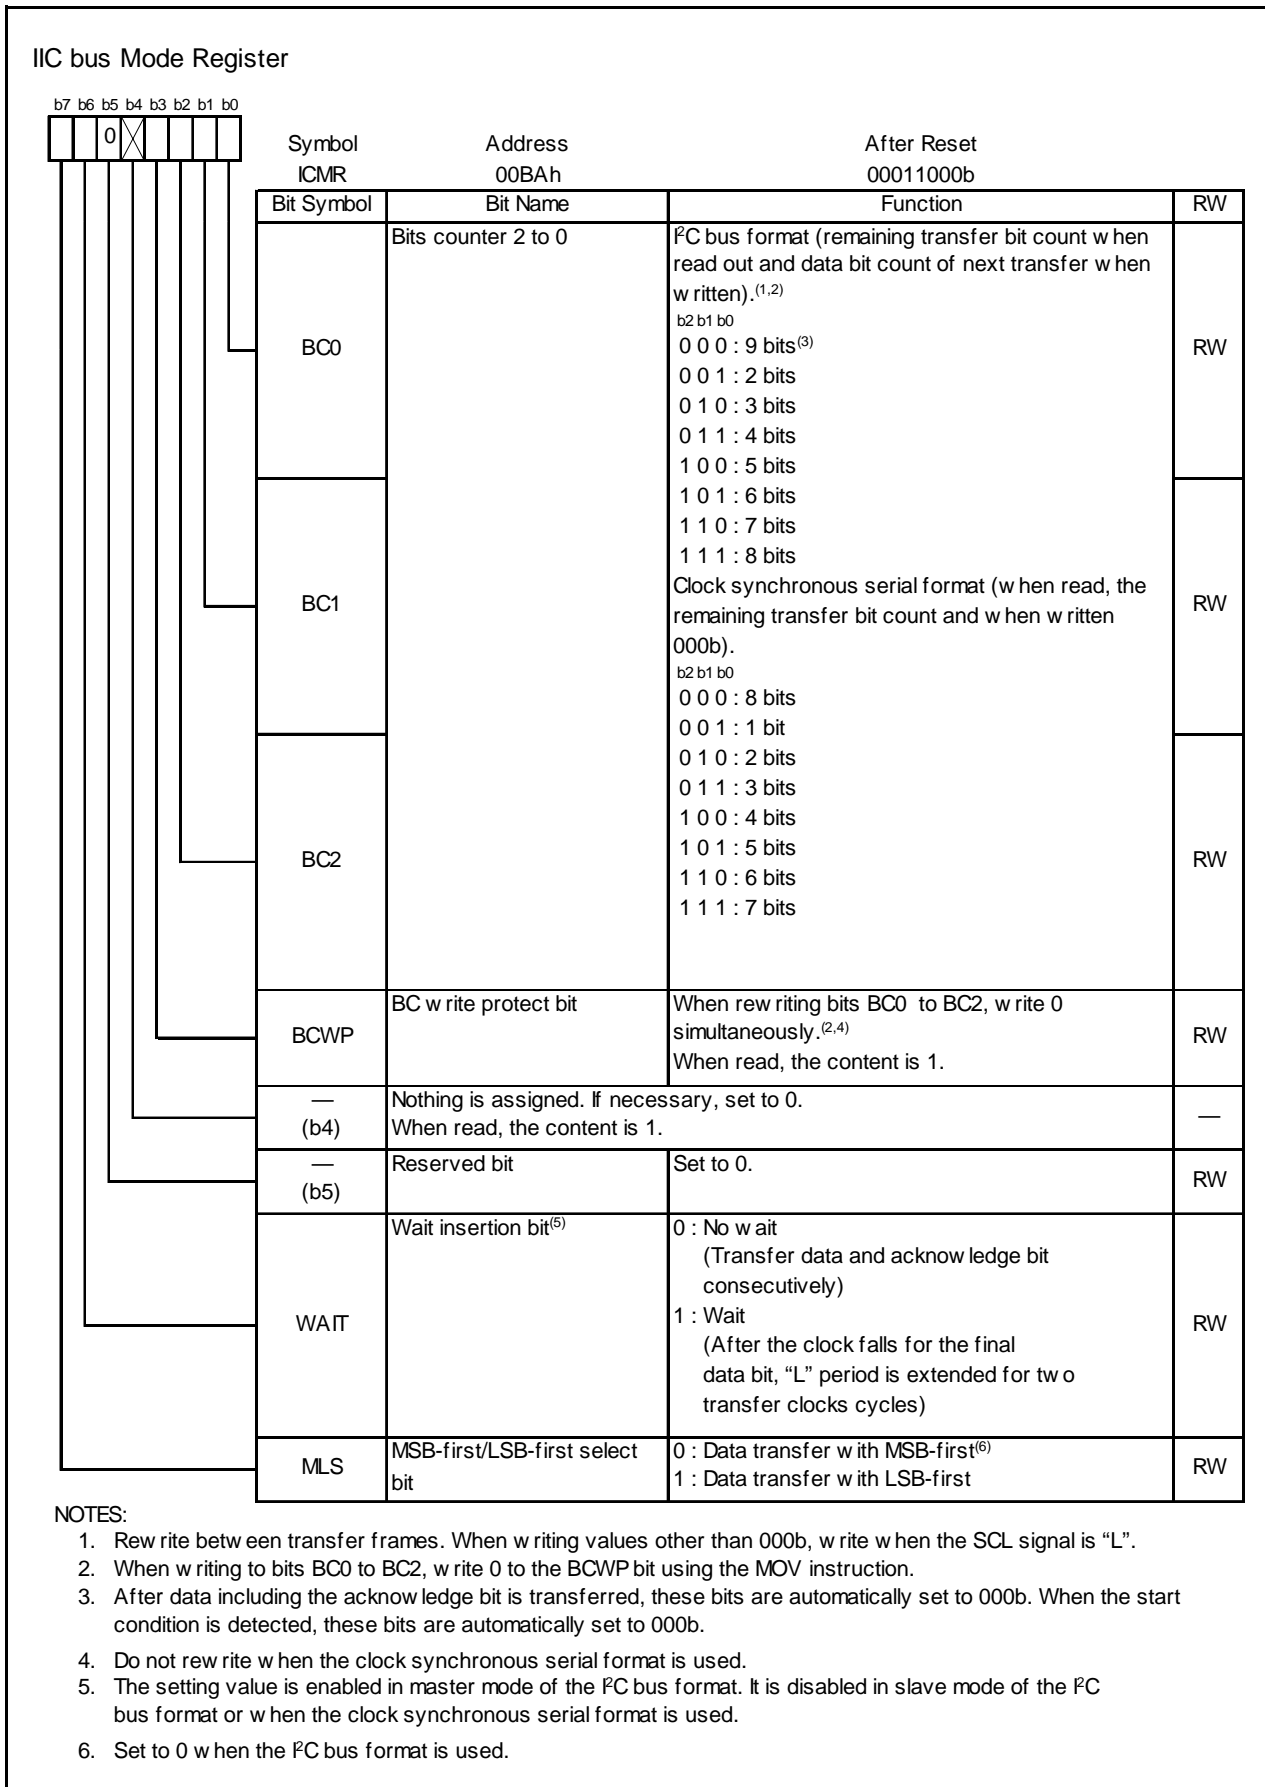 IIC bus Mode Register
b7 b6 b5 b4 b3 b2 b1 b0
0
Symbol Address After Reset
ICMR 00BAh 00011000b
Bit Symbol Bit Name Function RW
BC0 Bits counter 2 to 0 I²C bus format (remaining transfer bit count when RW
read out and data bit count of next transfer when
written).(1,2)
b2 b1 b0
0 0 0 : 9 bits(3)
0 0 1 : 2 bits
0 1 0 : 3 bits
0 1 1 : 4 bits
1 0 0 : 5 bits
BC1 1 0 1 : 6 bits RW
1 1 0 : 7 bits
1 1 1 : 8 bits
Clock synchronous serial format (when read, the
remaining transfer bit count and when written
000b).
b2 b1 b0
0 0 0 : 8 bits
0 0 1 : 1 bit
BC2 0 1 0 : 2 bits RW
0 1 1 : 3 bits
1 0 0 : 4 bits
1 0 1 : 5 bits
1 1 0 : 6 bits
1 1 1 : 7 bits
BCWP BC write protect bit When rewriting bits BC0 to BC2, write 0 RW
simultaneously.(2,4)
When read, the content is 1.
— Nothing is assigned. If necessary, set to 0. —
(b4) When read, the content is 1.
— Reserved bit Set to 0. RW
(b5)
WAIT Wait insertion bit(5) 0 : No wait RW
(Transfer data and acknowledge bit
consecutively)
1 : Wait
(After the clock falls for the final
data bit, “L” period is extended for two
transfer clocks cycles)
MLS MSB-first/LSB-first select 0 : Data transfer with MSB-first(6) RW
bit 1 : Data transfer with LSB-first
NOTES:
1. Rewrite between transfer frames. When writing values other than 000b, write when the SCL signal is “L”.
2. When writing to bits BC0 to BC2, write 0 to the BCWP bit using the MOV instruction.
3. After data including the acknowledge bit is transferred, these bits are automatically set to 000b. When the start
condition is detected, these bits are automatically set to 000b.
4. Do not rewrite when the clock synchronous serial format is used.
5. The setting value is enabled in master mode of the I²C bus format. It is disabled in slave mode of the I²C
bus format or when the clock synchronous serial format is used.
6. Set to 0 when the I²C bus format is used.